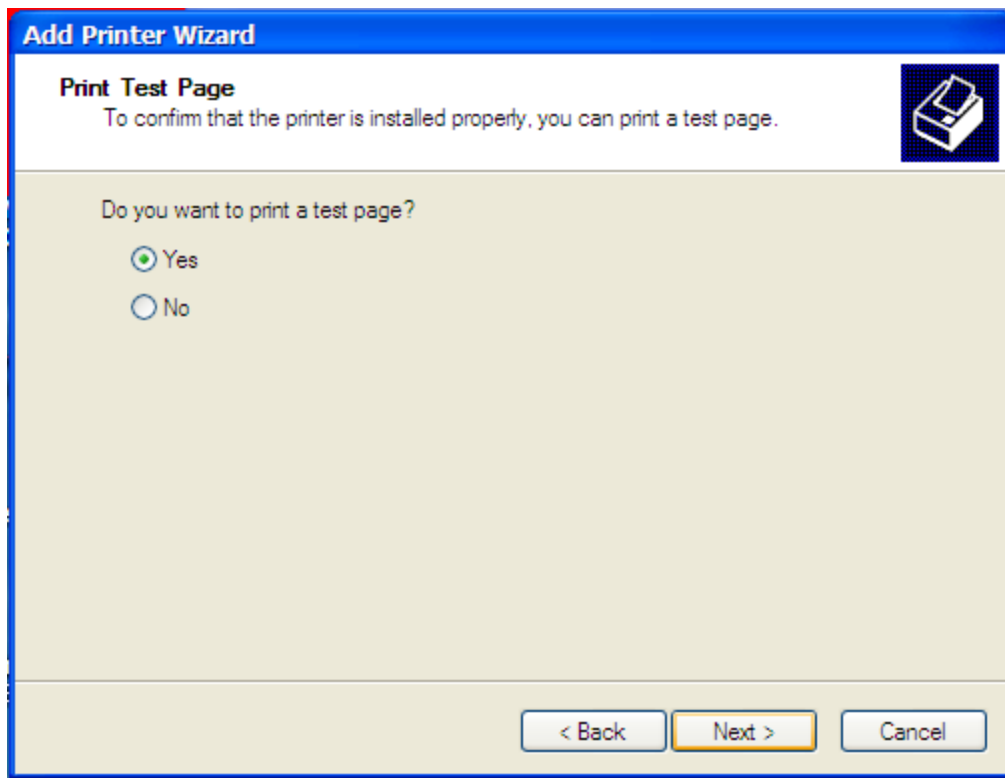 Add Printer Wizard
Print Test Page
To confirm that the printer is installed properly, you can print a test page.
Do you want to print a test page?
Yes
No
< Back Next > Cancel